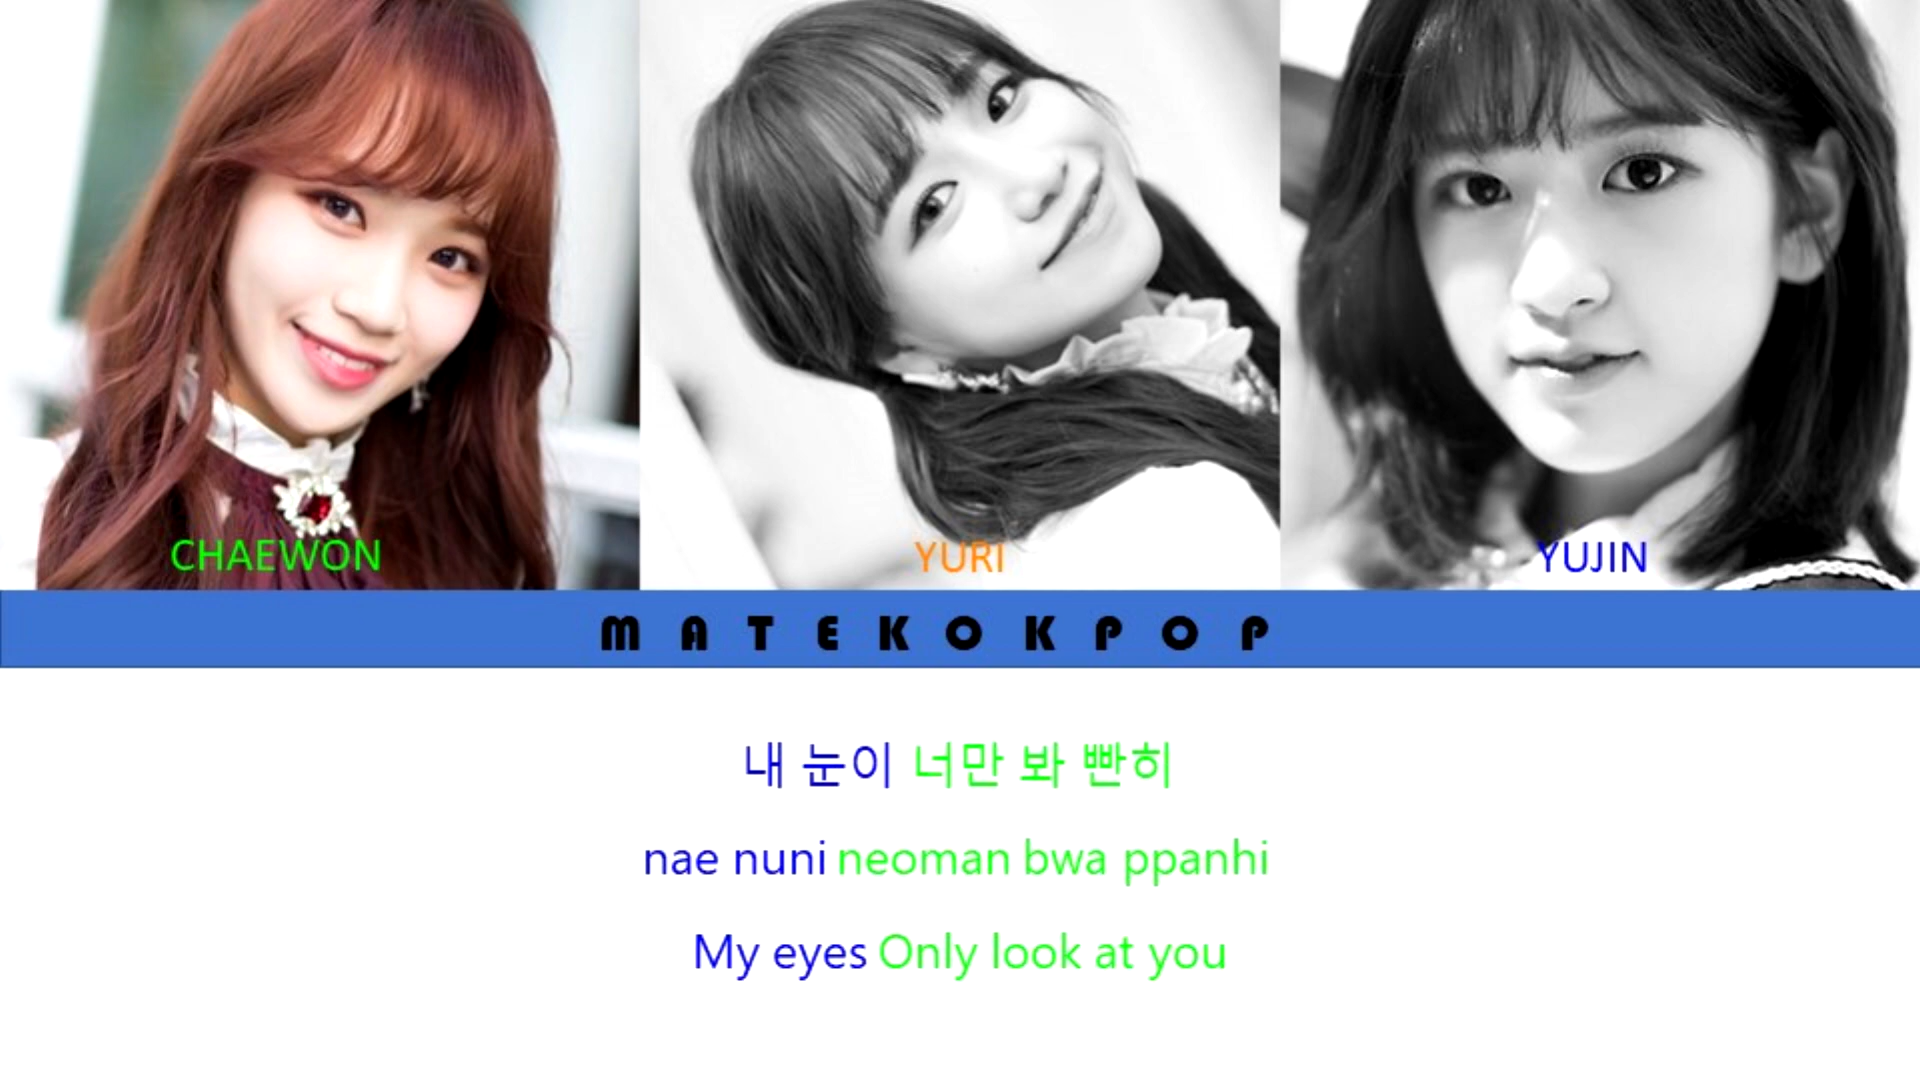 CHAEWON
YURI
YUJIN
MATEKOKPOP
내 눈이 너만 봐 빤히
nae nuni neoman bwa ppanhi
My eyes Only look at you